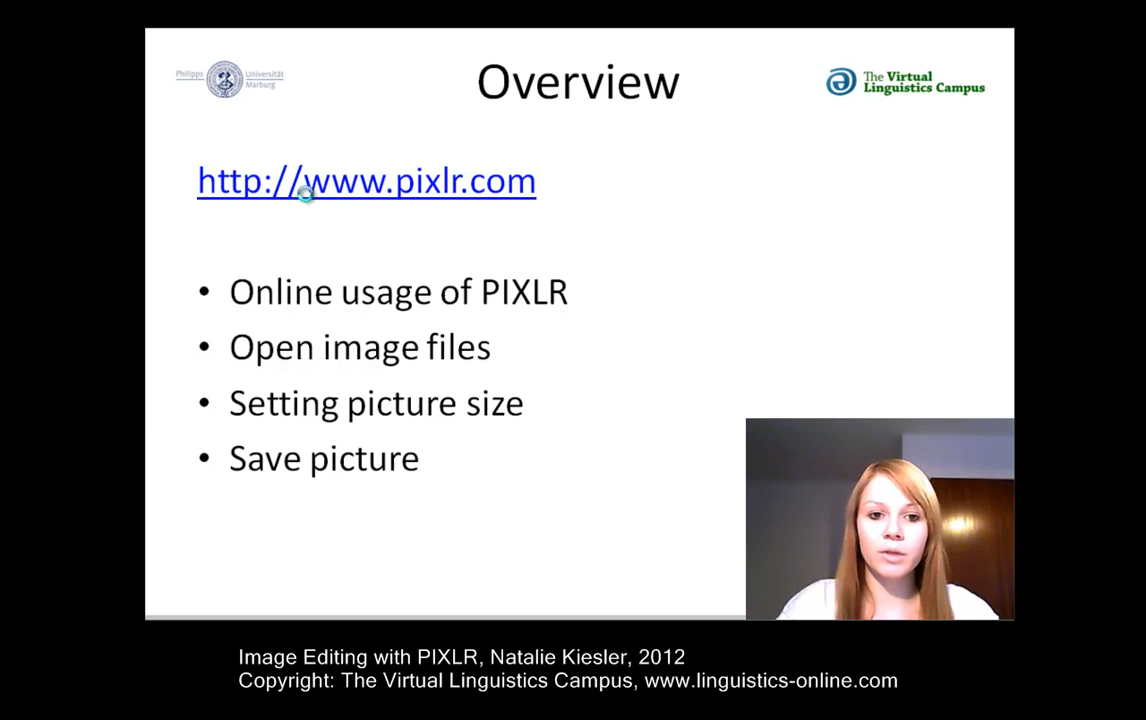 Philipps Universität
Marburg
Overview
The Virtual
Linguistics Campus
http://www.pixlr.com
• Online usage of PIXLR
• Open image files
• Setting picture size
• Save picture
Image Editing with PIXLR, Natalie Kiesler, 2012
Copyright: The Virtual Linguistics Campus, www.linguistics-online.com